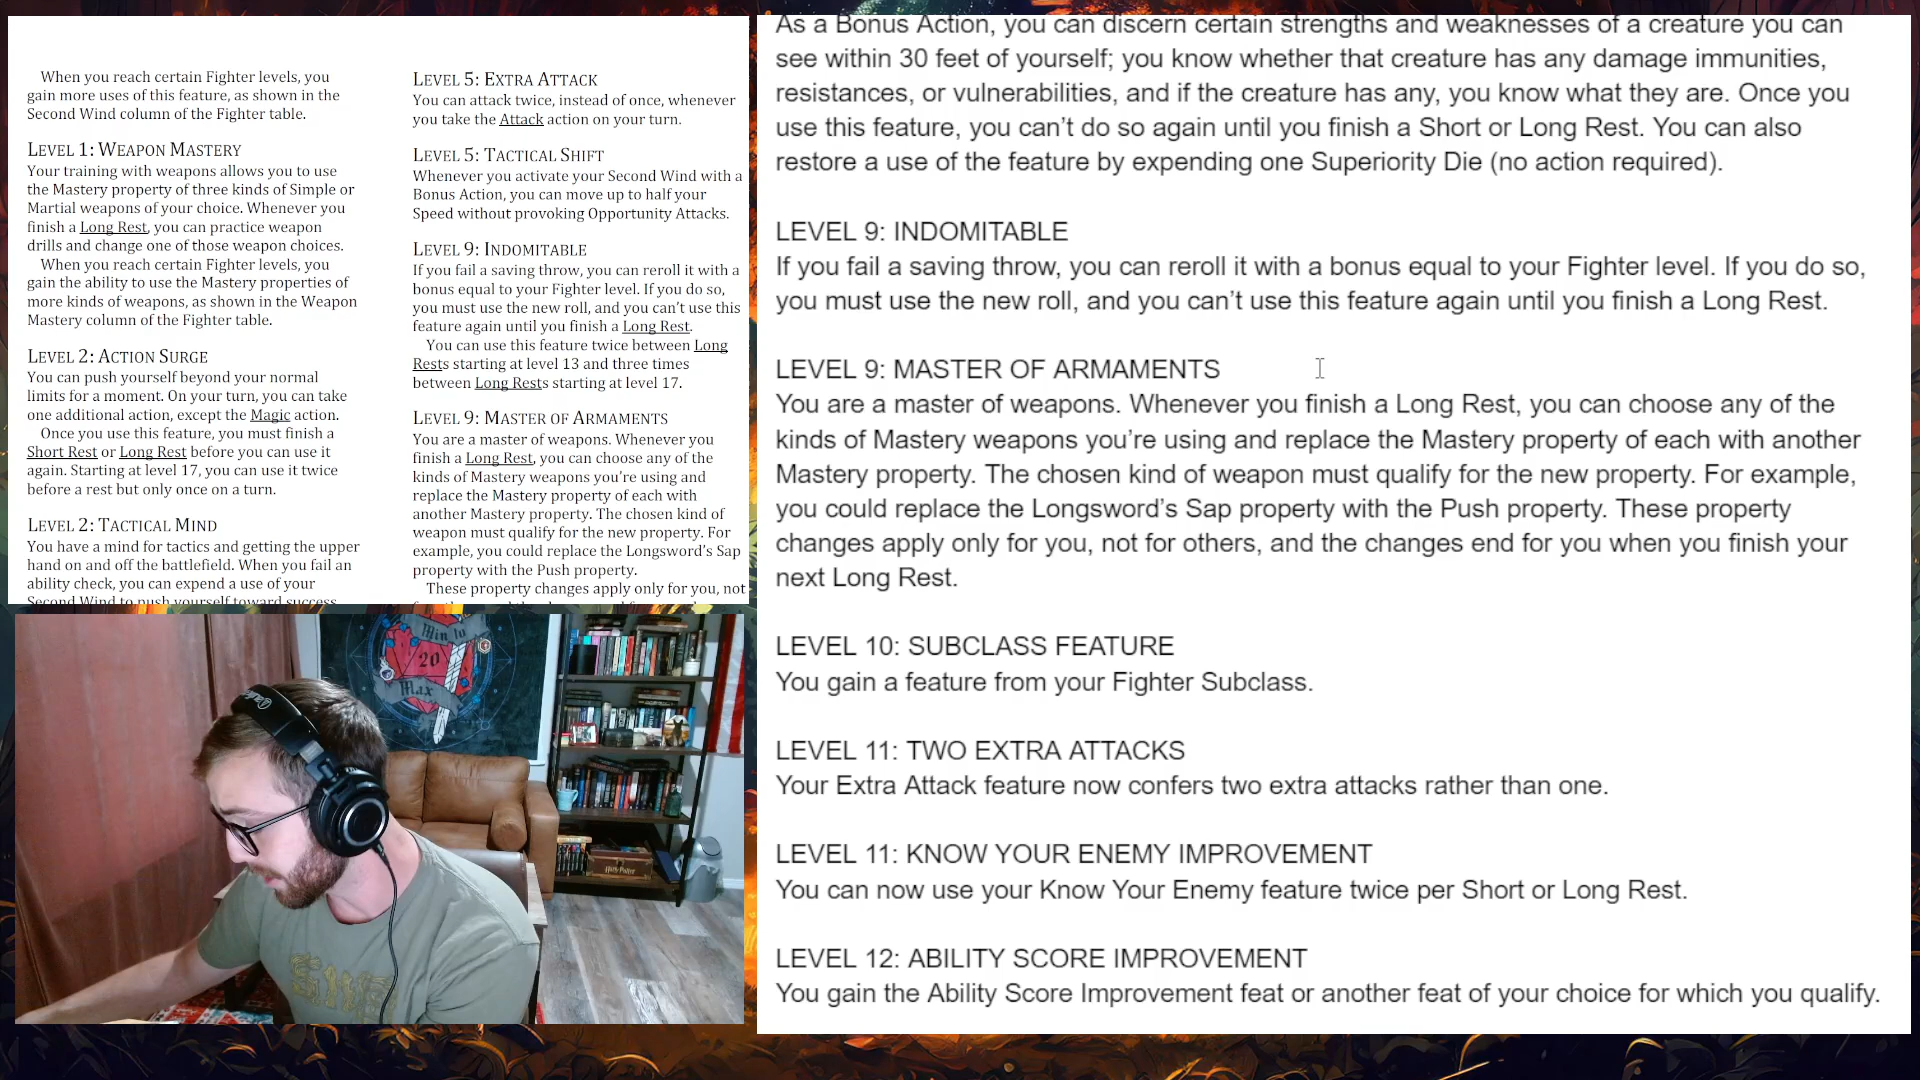 When you reach certain Fighter levels, you
gain more uses of this feature, as shown in the
Second Wind column of the Fighter table.
LEVEL 1: WEAPON MASTERY
Your training with weapons allows you to use
the Mastery property of three kinds of Simple or
Martial weapons of your choice. Whenever you
finish a Long Rest, you can practice weapon
drills and change one of those weapon choices.
When you reach certain Fighter levels, you
gain the ability to use the Mastery properties of
more kinds of weapons, as shown in the Weapon
Mastery column of the Fighter table.
LEVEL 2: ACTION SURGE
You can push yourself beyond your normal
limits for a moment. On your turn, you can take
one additional action, except the Magic action.
Once you use this feature, you must finish a
Short Rest or Long Rest before you can use it
again. Starting at level 17, you can use it twice
before a rest but only once on a turn.
LEVEL 2: TACTICAL MIND
You have a mind for tactics and getting the upper
hand on and off the battlefield. When you fail an
ability check, you can expend a use of your
Second Wind to push yourself toward success
LEVEL 5: EXTRA ATTACK
You can attack twice, instead of once, whenever
you take the Attack action on your turn.
LEVEL 5: TACTICAL SHIFT
Whenever you activate your Second Wind with a
Bonus Action, you can move up to half your
Speed without provoking Opportunity Attacks.
LEVEL 9: INDOMITABLE
If you fail a saving throw, you can reroll it with a
bonus equal to your Fighter level. If you do so,
you must use the new roll, and you can't use this
feature again until you finish a Long Rest.
You can use this feature twice between Long
Rests starting at level 13 and three times
between Long Rests starting at level 17.
LEVEL 9: MASTER OF ARMAMENTS
You are a master of weapons. Whenever you
finish a Long Rest, you can choose any of the
kinds of Mastery weapons you're using and
replace the Mastery property of each with
another Mastery property. The chosen kind of
weapon must qualify for the new property. For
example, you could replace the Longsword's Sap
property with the Push property.
These property changes apply only for you, not
As a Bonus Action, you can discern certain strengths and weaknesses of a creature you can
see within 30 feet of yourself; you know whether that creature has any damage immunities,
resistances, or vulnerabilities, and if the creature has any, you know what they are. Once you
use this feature, you can't do so again until you finish a Short or Long Rest. You can also
restore a use of the feature by expending one Superiority Die (no action required).
LEVEL 9: INDOMITABLE
If you fail a saving throw, you can reroll it with a bonus equal to your Fighter level. If you do so,
you must use the new roll, and you can't use this feature again until you finish a Long Rest.
LEVEL 9: MASTER OF ARMAMENTS
You are a master of weapons. Whenever you finish a Long Rest, you can choose any of the
kinds of Mastery weapons you're using and replace the Mastery property of each with another
Mastery property. The chosen kind of weapon must qualify for the new property. For example,
you could replace the Longsword's Sap property with the Push property. These property
changes apply only for you, not for others, and the changes end for you when you finish your
next Long Rest.
LEVEL 10: SUBCLASS FEATURE
You gain a feature from your Fighter Subclass.
LEVEL 11: TWO EXTRA ATTACKS
Your Extra Attack feature now confers two extra attacks rather than one.
LEVEL 11: KNOW YOUR ENEMY IMPROVEMENT
You can now use your Know Your Enemy feature twice per Short or Long Rest.
LEVEL 12: ABILITY SCORE IMPROVEMENT
You gain the Ability Score Improvement feat or another feat of your choice for which you qualify.
Min lv
20
Max
Harry Potter